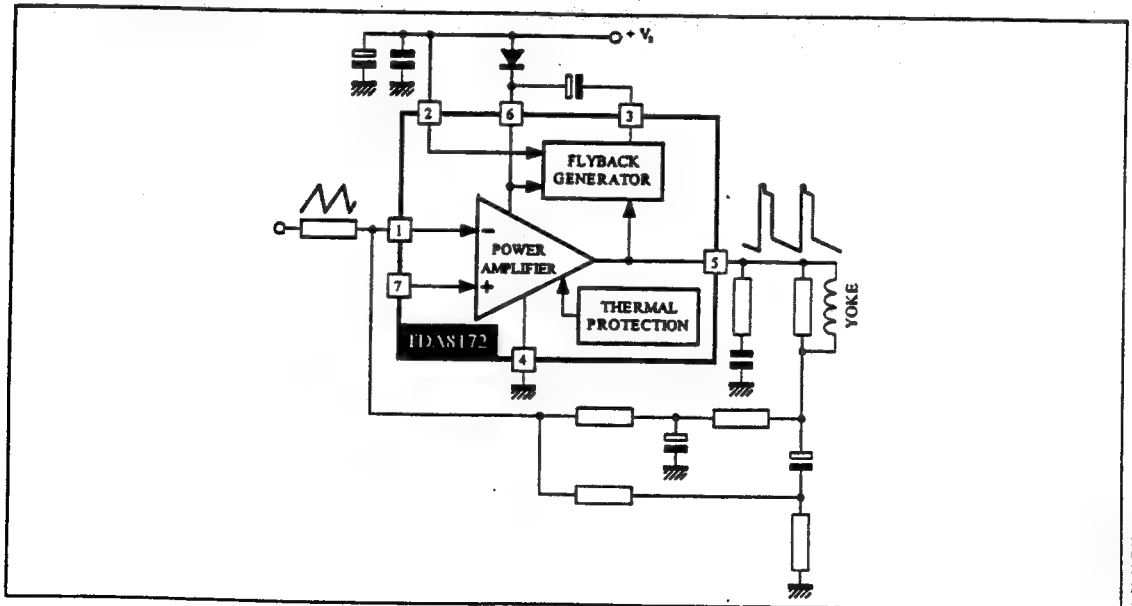 + Vs
2
6
3
FLYBACK
GENERATOR
1
−
POWER
AMPLIFIER
5
7
+
THERMAL
PROTECTION
YOKE
TDA8172
4